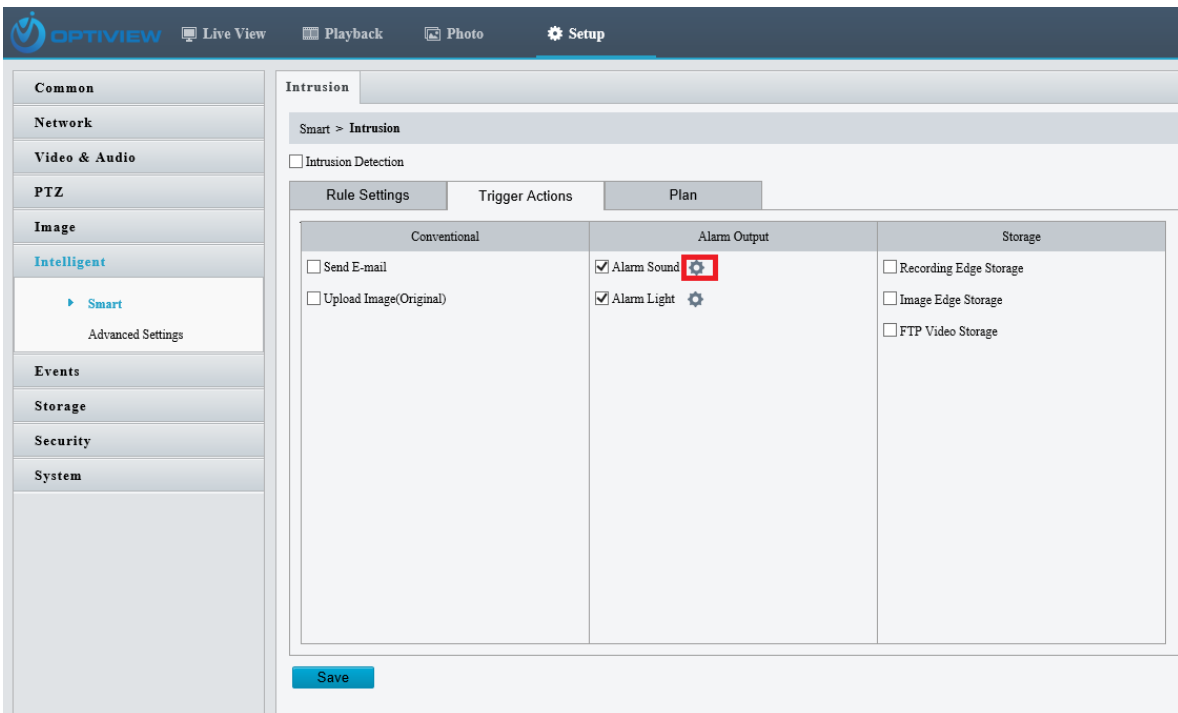 OPTIVIEW Live View Playback Photo Setup
Common
Network
Video & Audio
PTZ
Image
Intelligent
Smart
Advanced Settings
Events
Storage
Security
System
Intrusion
Smart > Intrusion
Intrusion Detection
Rule Settings Trigger Actions Plan
Conventional Alarm Output Storage
Send E-mail Alarm Sound Recording Edge Storage
Upload Image(Original) Alarm Light Image Edge Storage
FTP Video Storage
Save